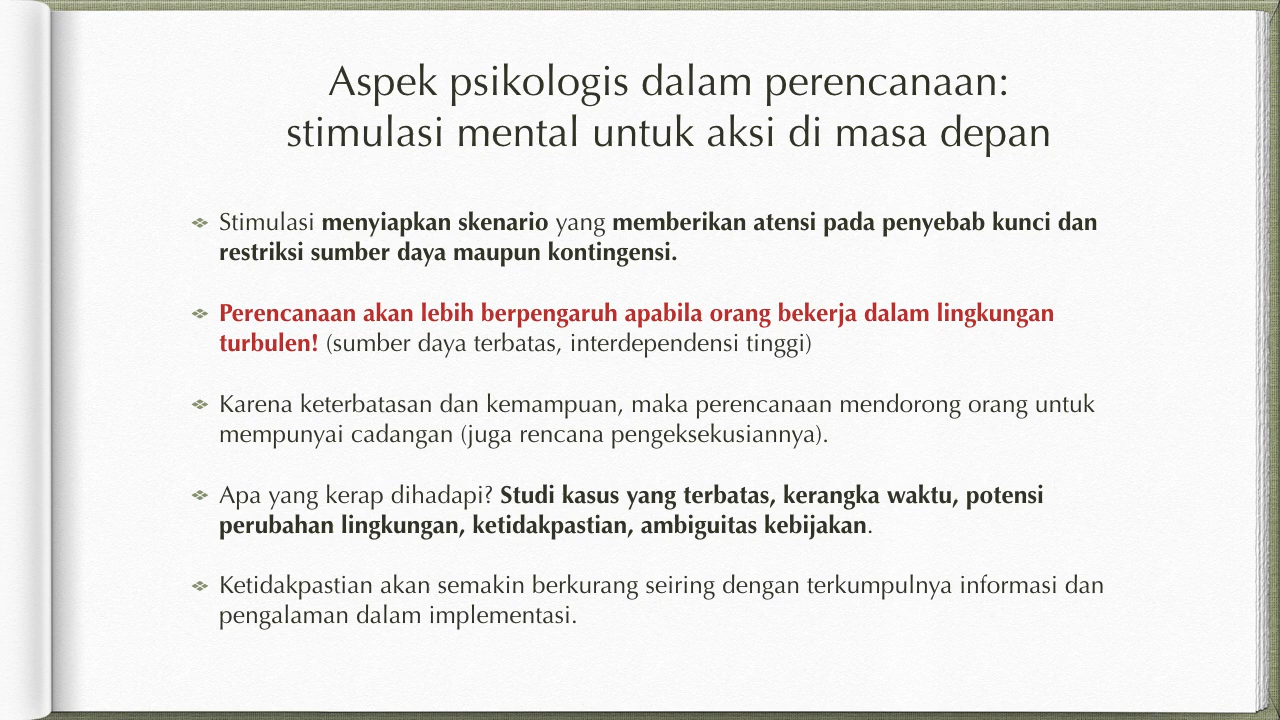 Aspek psikologis dalam perencanaan:
stimulasi mental untuk aksi di masa depan
Stimulasi menyiapkan skenario yang memberikan atensi pada penyebab kunci dan
restriksi sumber daya maupun kontingensi.
Perencanaan akan lebih berpengaruh apabila orang bekerja dalam lingkungan
turbulen! (sumber daya terbatas, interdependensi tinggi)
Karena keterbatasan dan kemampuan, maka perencanaan mendorong orang untuk
mempunyai cadangan (juga rencana pengeksekusiannya).
Apa yang kerap dihadapi? Studi kasus yang terbatas, kerangka waktu, potensi
perubahan lingkungan, ketidakpastian, ambiguitas kebijakan.
Ketidakpastian akan semakin berkurang seiring dengan terkumpulnya informasi dan
pengalaman dalam implementasi.